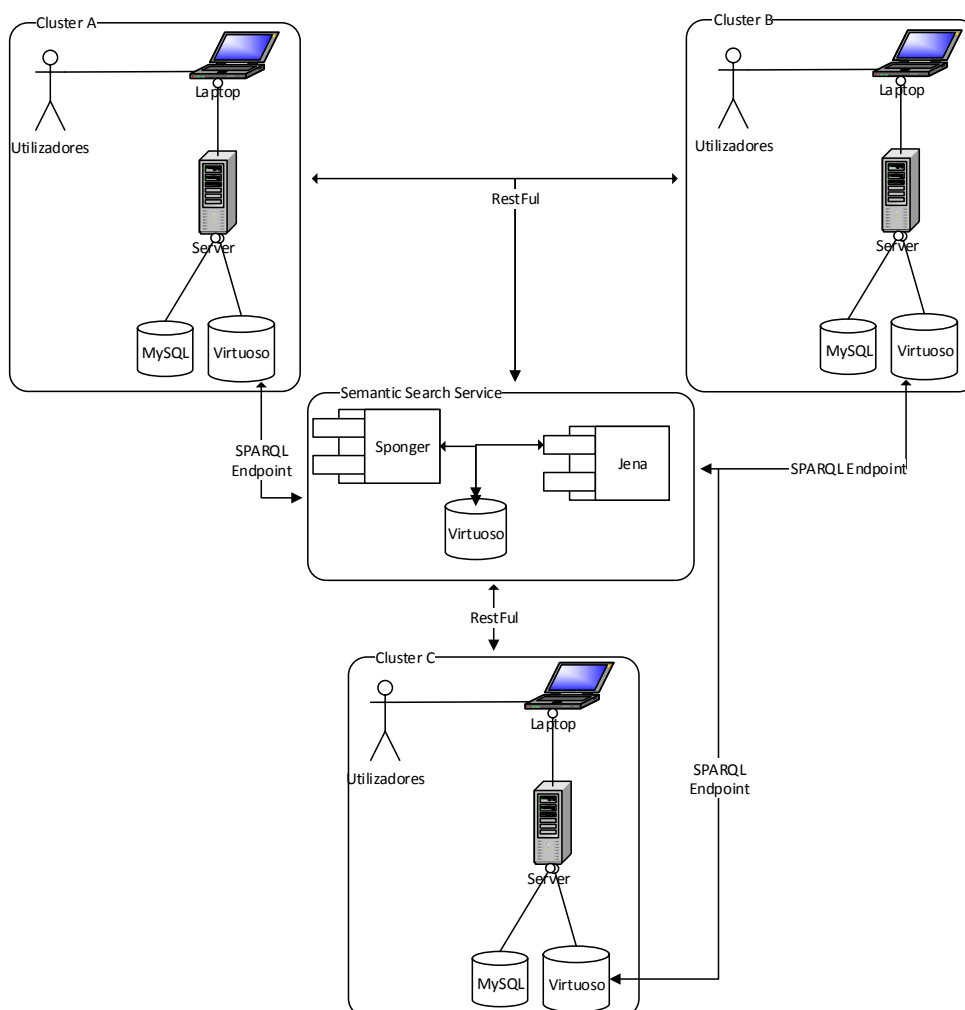 Cluster A
Cluster B
Laptop
Laptop
Utilizadores
Utilizadores
RestFul
Server
Server
MySQL
Virtuoso
MySQL
Virtuoso
Semantic Search Service
SPARQL
Endpoint
Sponger
Jena
SPARQL Endpoint
Virtuoso
RestFul
Cluster C
Laptop
Utilizadores
SPARQL
Endpoint
Server
MySQL
Virtuoso